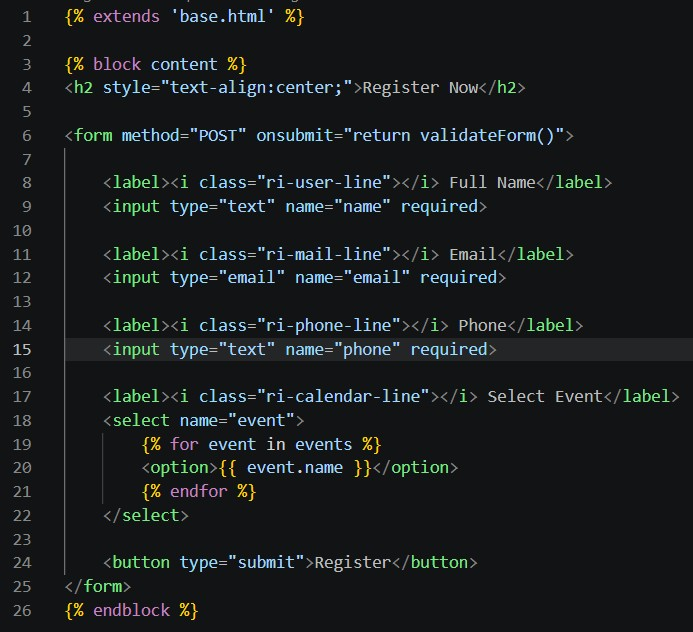 1 {% extends 'base.html' %}
2
3 {% block content %}
4 <h2 style="text-align:center;">Register Now</h2>
5
6 <form method="POST" onsubmit="return validateForm()">
7
8     <label><i class="ri-user-line"></i> Full Name</label>
9     <input type="text" name="name" required>
10
11     <label><i class="ri-mail-line"></i> Email</label>
12     <input type="email" name="email" required>
13
14     <label><i class="ri-phone-line"></i> Phone</label>
15     <input type="text" name="phone" required>
16
17     <label><i class="ri-calendar-line"></i> Select Event</label>
18     <select name="event">
19         {% for event in events %}
20         <option>{{ event.name }}</option>
21         {% endfor %}
22     </select>
23
24     <button type="submit">Register</button>
25 </form>
26 {% endblock %}